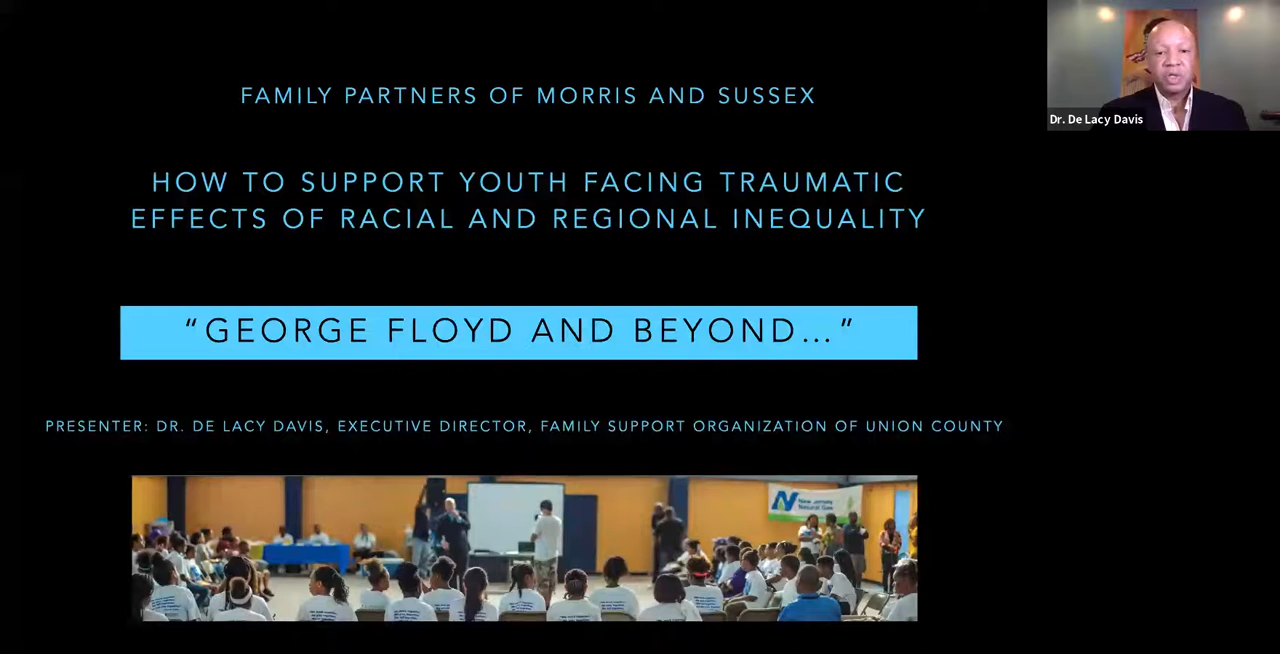 FAMILY PARTNERS OF MORRIS AND SUSSEX
Dr. De Lacy Davis
HOW TO SUPPORT YOUTH FACING TRAUMATIC
EFFECTS OF RACIAL AND REGIONAL INEQUALITY
“GEORGE FLOYD AND BEYOND...”
PRESENTER: DR. DE LACY DAVIS, EXECUTIVE DIRECTOR, FAMILY SUPPORT ORGANIZATION OF UNION COUNTY
New Jersey
Natural Gas